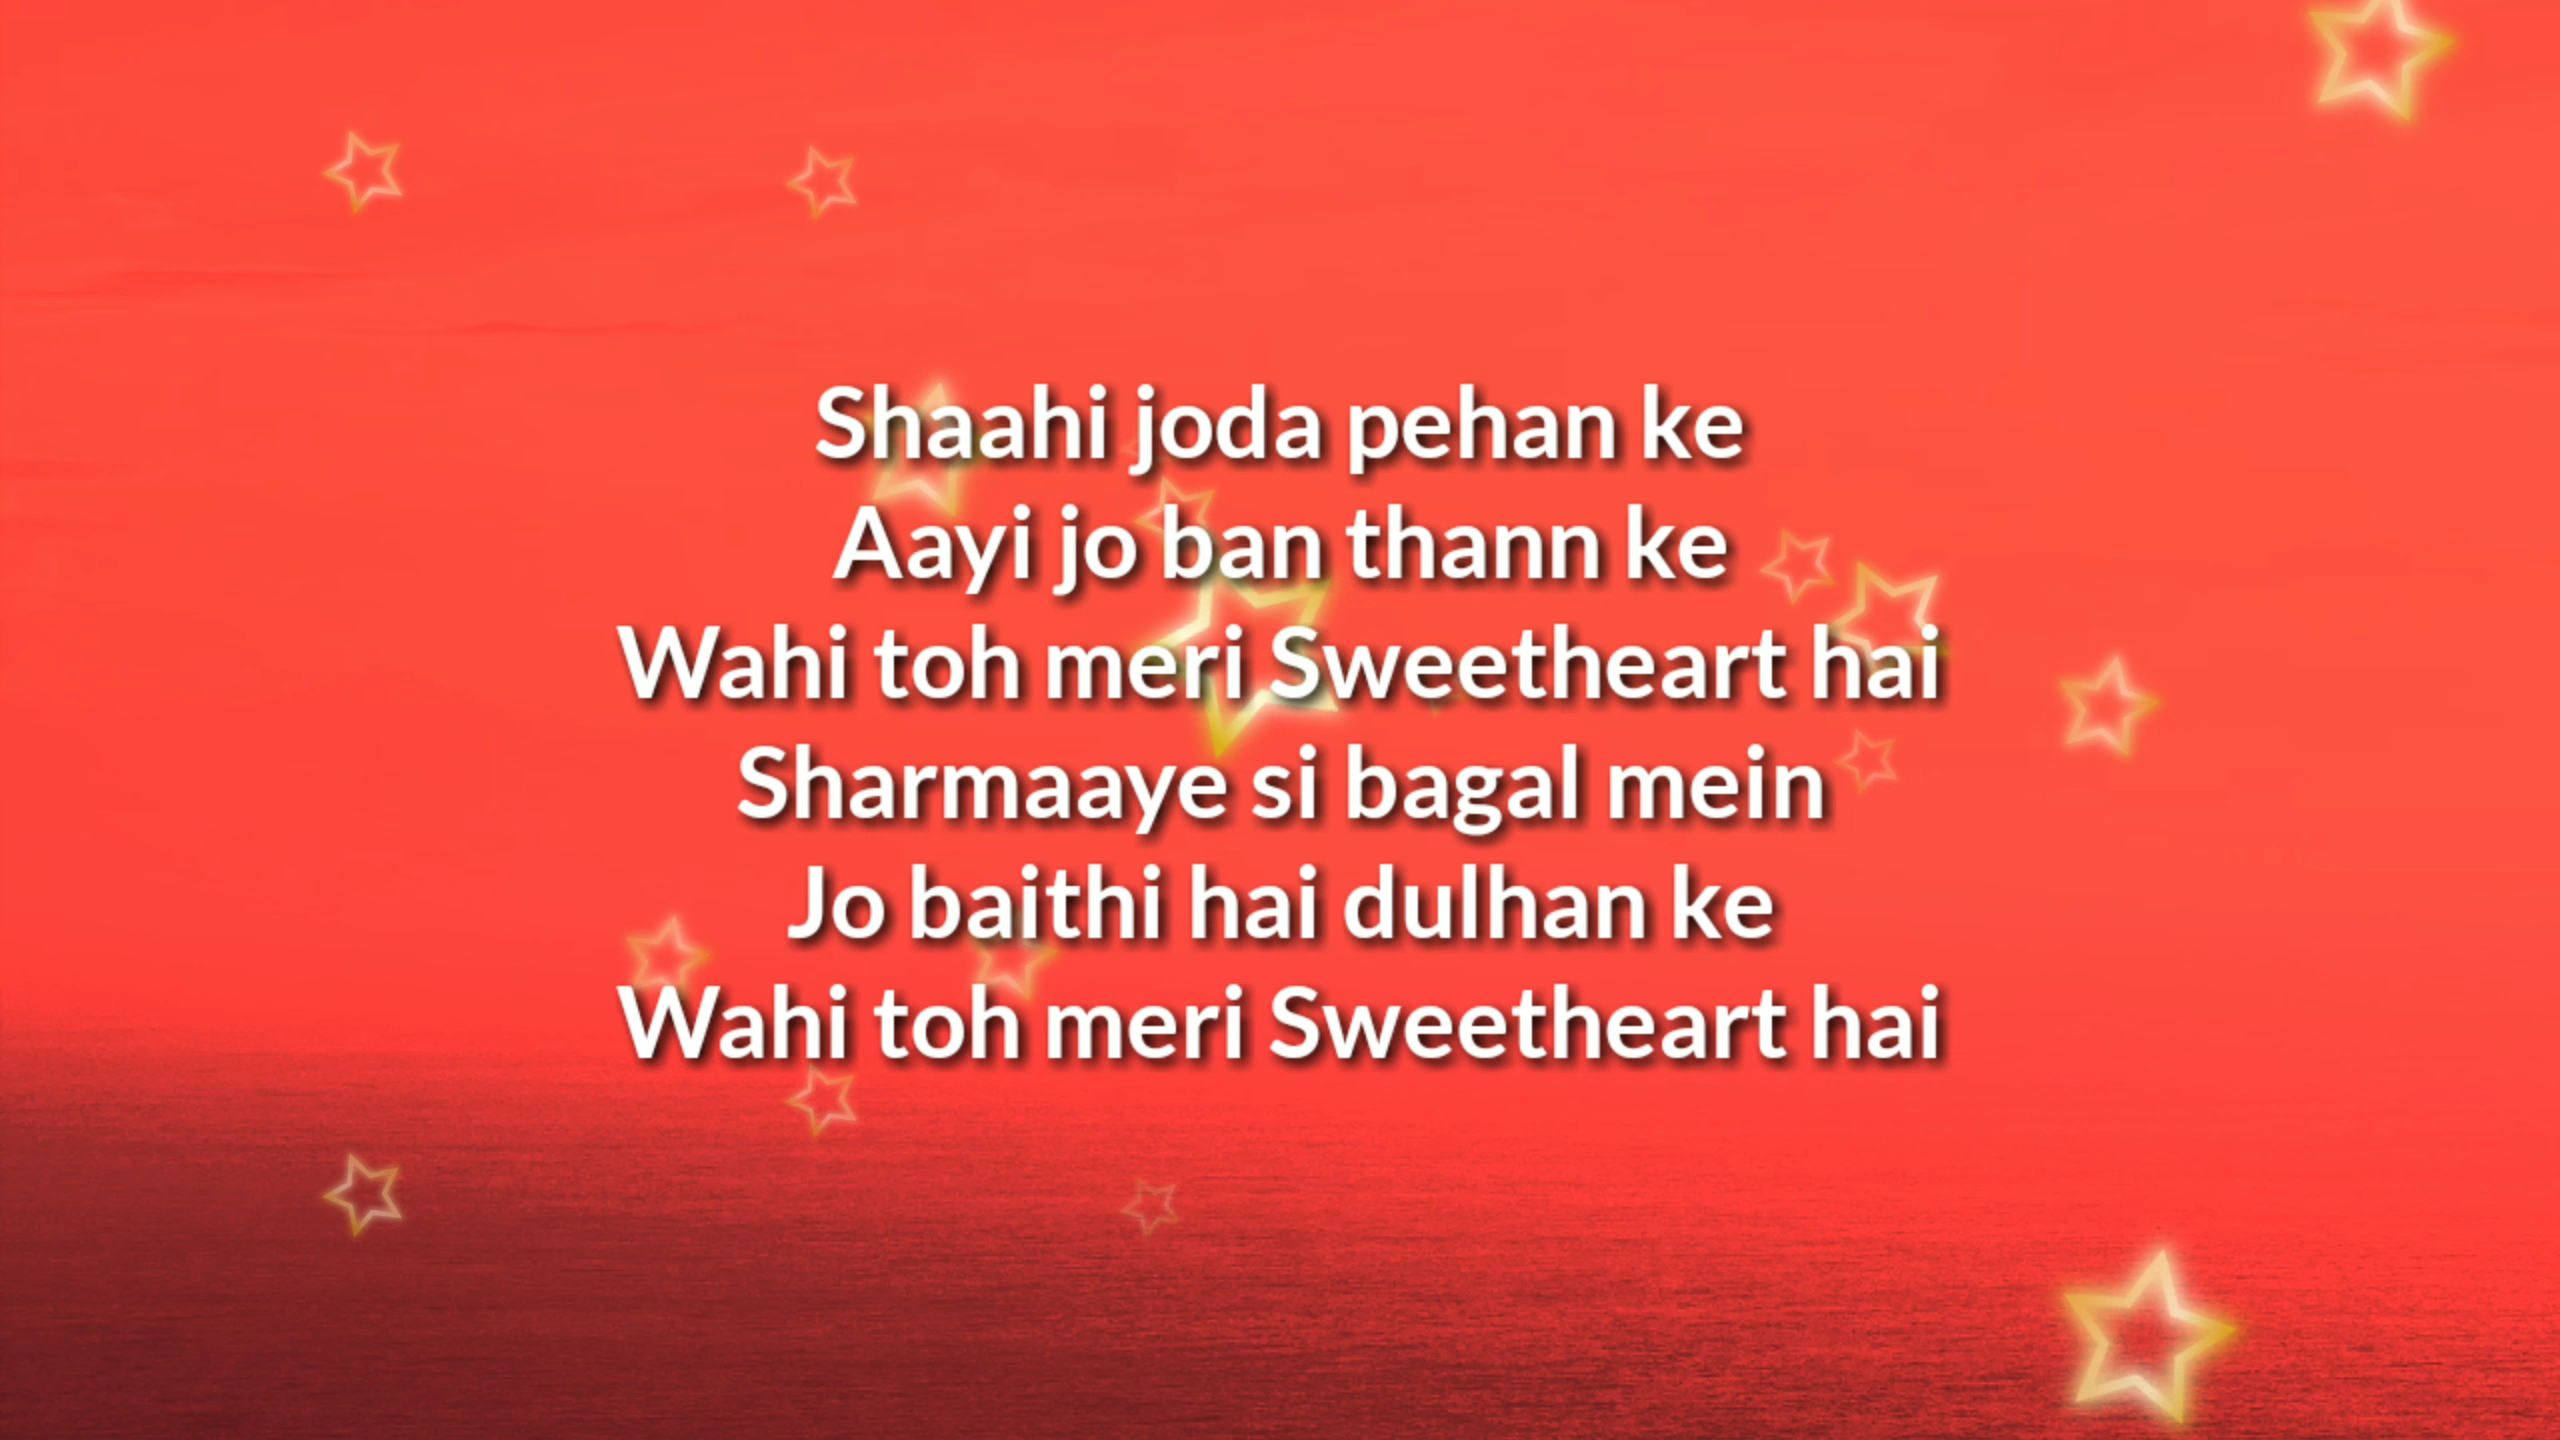 Shaahi joda pehan ke
Aayi jo ban thann ke
Wahi toh meri Sweetheart hai
Sharmaaye si bagal mein
Jo baithi hai dulhan ke
Wahi toh meri Sweetheart hai